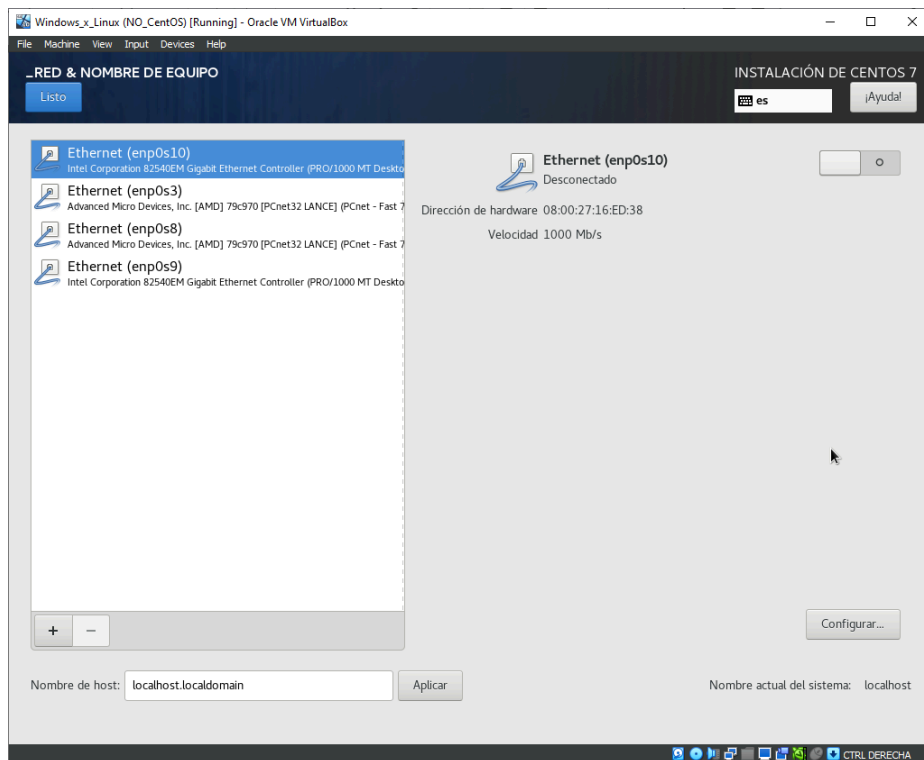 Windows_x_Linux (NO_CentOS) [Running] - Oracle VM VirtualBox
File Machine View Input Devices Help
_RED & NOMBRE DE EQUIPO
INSTALACIÓN DE CENTOS 7
Listo
es
¡Ayuda!
Ethernet (enp0s10)
Intel Corporation 82540EM Gigabit Ethernet Controller (PRO/1000 MT Deskto
Ethernet (enp0s3)
Advanced Micro Devices, Inc. [AMD] 79c970 [PCnet32 LANCE] (PCnet - Fast 7
Ethernet (enp0s8)
Advanced Micro Devices, Inc. [AMD] 79c970 [PCnet32 LANCE] (PCnet - Fast 7
Ethernet (enp0s9)
Intel Corporation 82540EM Gigabit Ethernet Controller (PRO/1000 MT Deskto
Ethernet (enp0s10)
Desconectado
Dirección de hardware 08:00:27:16:ED:38
Velocidad 1000 Mb/s
Configurar...
Nombre de host: localhost.localdomain
Aplicar
Nombre actual del sistema: localhost
CTRL DERECHA